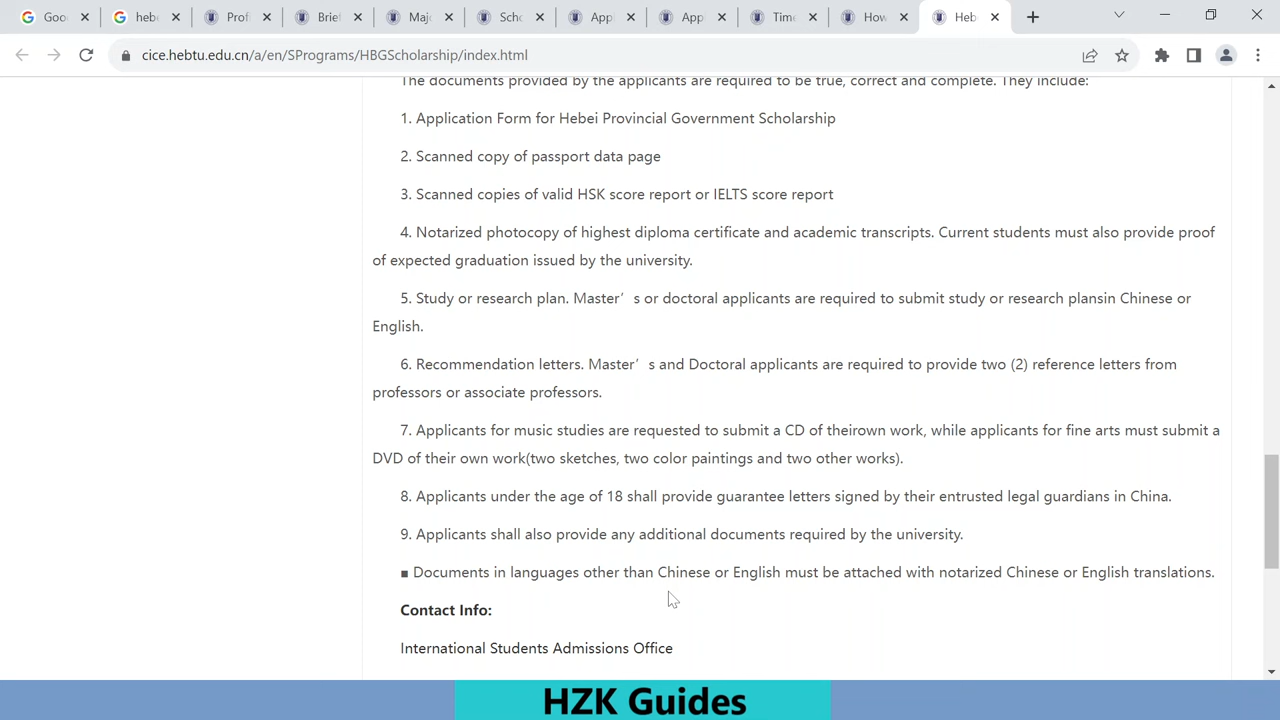 Goo
hebe
Profi
Brief
Majo
Scho
App
App
Time
How
Heb
cice.hebtu.edu.cn/a/en/SPrograms/HBGScholarship/index.html
The documents provided by the applicants are required to be true, correct and complete. They include:
1. Application Form for Hebei Provincial Government Scholarship
2. Scanned copy of passport data page
3. Scanned copies of valid HSK score report or IELTS score report
4. Notarized photocopy of highest diploma certificate and academic transcripts. Current students must also provide proof
of expected graduation issued by the university.
5. Study or research plan. Master’ s or doctoral applicants are required to submit study or research plansin Chinese or
English.
6. Recommendation letters. Master’ s and Doctoral applicants are required to provide two (2) reference letters from
professors or associate professors.
7. Applicants for music studies are requested to submit a CD of theirown work, while applicants for fine arts must submit a
DVD of their own work(two sketches, two color paintings and two other works).
8. Applicants under the age of 18 shall provide guarantee letters signed by their entrusted legal guardians in China.
9. Applicants shall also provide any additional documents required by the university.
■ Documents in languages other than Chinese or English must be attached with notarized Chinese or English translations.
Contact Info:
International Students Admissions Office
HZK Guides